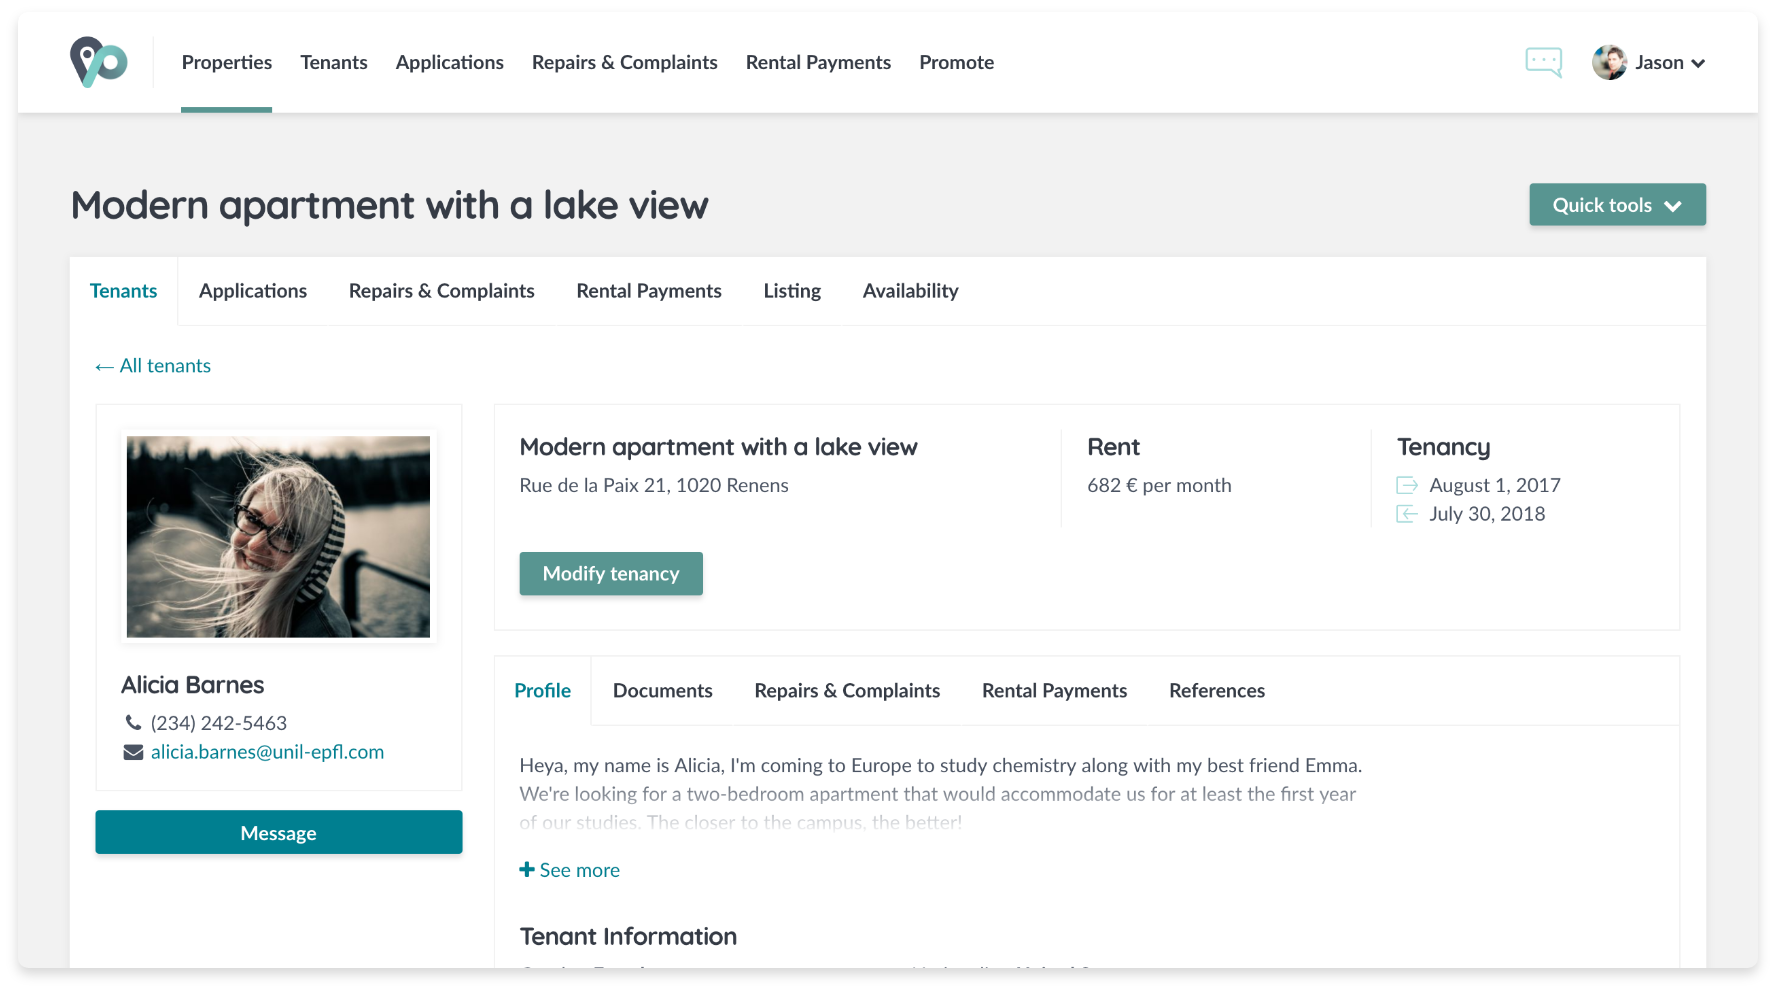 Properties Tenants Applications Repairs & Complaints Rental Payments Promote Jason
Modern apartment with a lake view
Quick tools
Tenants Applications Repairs & Complaints Rental Payments Listing Availability
← All tenants
Modern apartment with a lake view
Rue de la Paix 21, 1020 Renens
Rent
682 € per month
Tenancy
August 1, 2017
July 30, 2018
Modify tenancy
Alicia Barnes
(234) 242-5463
alicia.barnes@unil-epfl.com
Message
Profile Documents Repairs & Complaints Rental Payments References
Heya, my name is Alicia, I'm coming to Europe to study chemistry along with my best friend Emma.
We're looking for a two-bedroom apartment that would accommodate us for at least the first year
of our studies. The closer to the campus, the better!
See more
Tenant Information